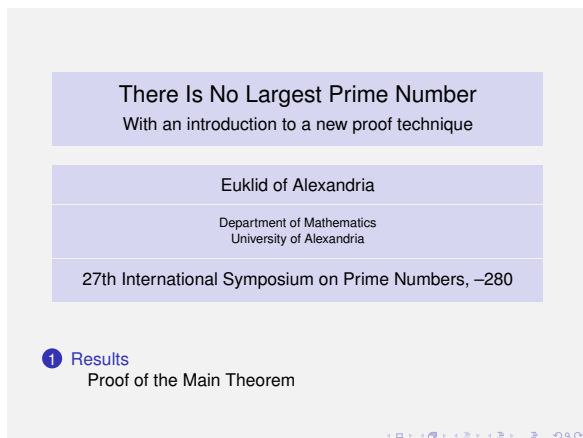 There Is No Largest Prime Number
With an introduction to a new proof technique
Euklid of Alexandria
Department of Mathematics
University of Alexandria
27th International Symposium on Prime Numbers, –280
1 Results
Proof of the Main Theorem